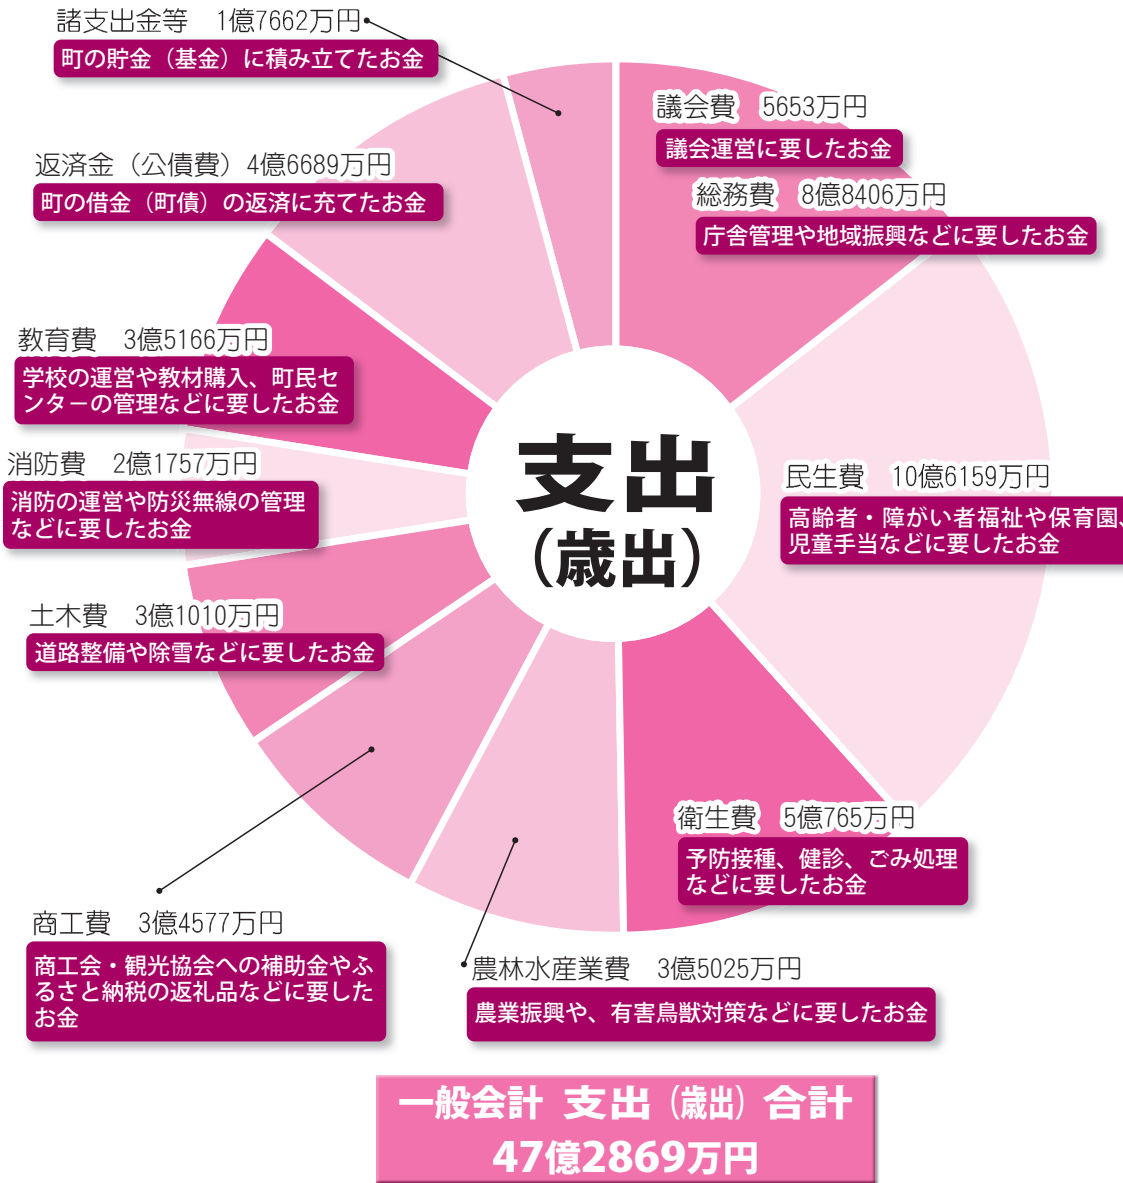 諸支出金等　1億7662万円
町の貯金（基金）に積み立てたお金
議会費　5653万円
議会運営に要したお金
総務費　8億8406万円
庁舎管理や地域振興などに要したお金
返済金（公債費）4億6689万円
町の借金（町債）の返済に充てたお金
教育費　3億5166万円
学校の運営や教材購入、町民セ
ンターの管理などに要したお金
消防費　2億1757万円
消防の運営や防災無線の管理
などに要したお金
支出
（歳出）
民生費　10億6159万円
高齢者・障がい者福祉や保育園、
児童手当などに要したお金
土木費　3億1010万円
道路整備や除雪などに要したお金
衛生費　5億765万円
予防接種、健診、ごみ処理
などに要したお金
商工費　3億4577万円
商工会・観光協会への補助金やふ
るさと納税の返礼品などに要した
お金
農林水産業費　3億5025万円
農業振興や、有害鳥獣対策などに要したお金
一般会計 支出（歳出）合計
47億2869万円